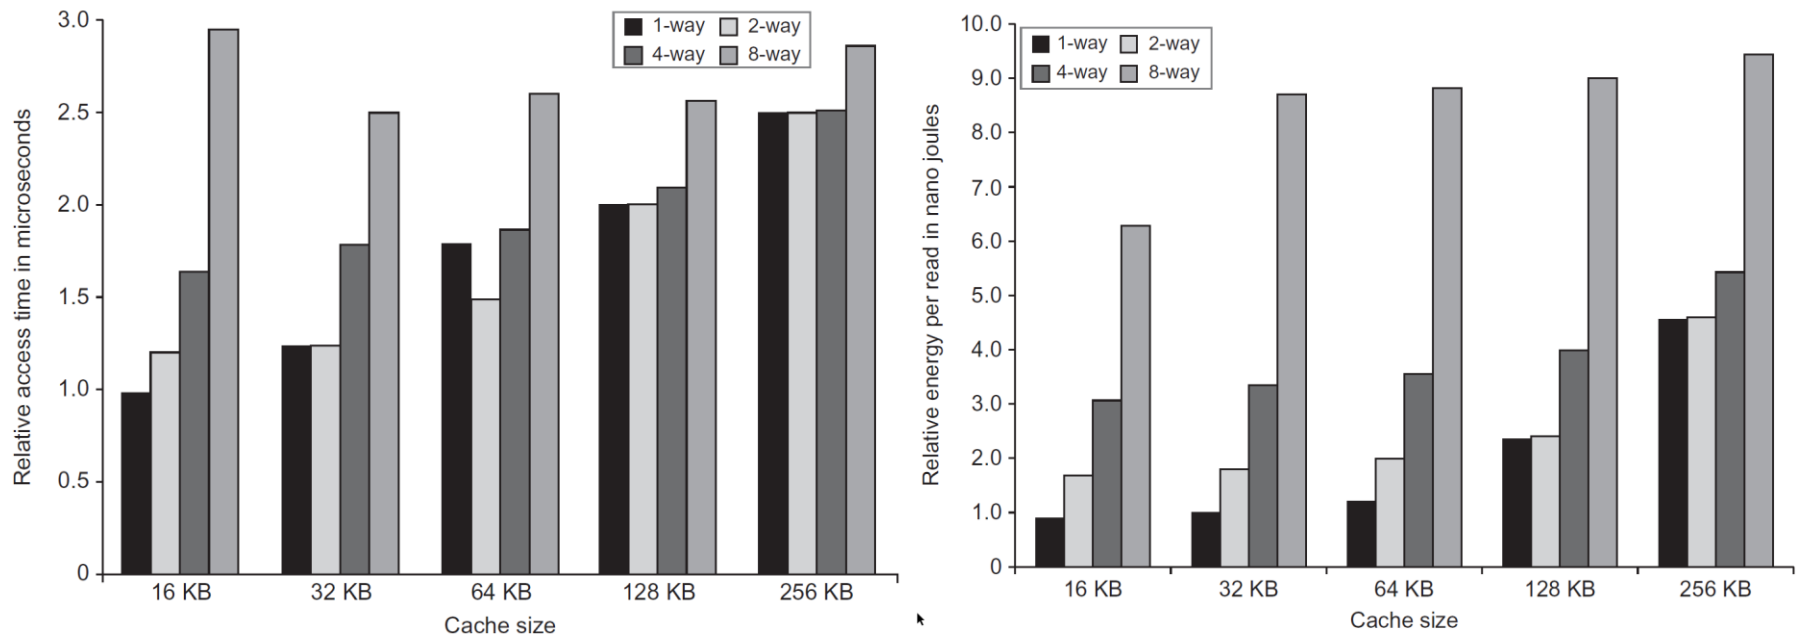 Relative access time in microseconds
3.0
2.5
2.0
1.5
1.0
0.5
0
1-way 2-way
4-way 8-way
16 KB 32 KB 64 KB 128 KB 256 KB
Cache size
Relative energy per read in nano joules
10.0
9.0
8.0
7.0
6.0
5.0
4.0
3.0
2.0
1.0
0
1-way 2-way
4-way 8-way
16 KB 32 KB 64 KB 128 KB 256 KB
Cache size